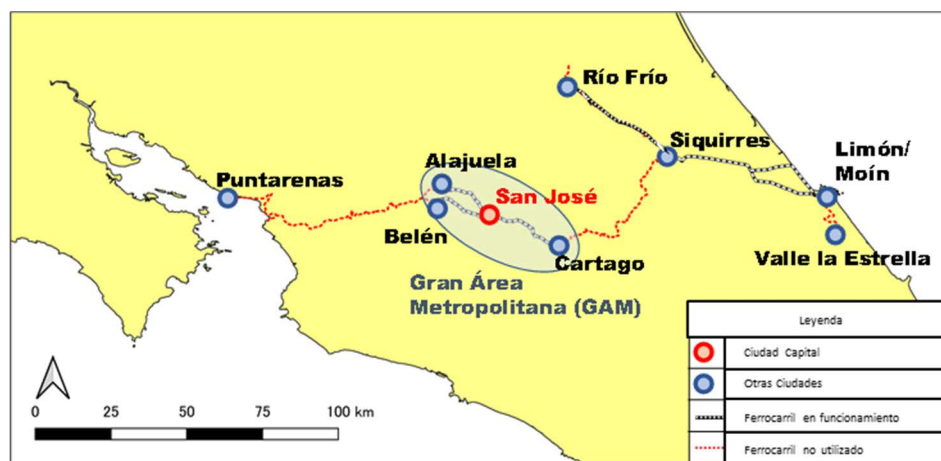 Río Frío
Siquirres
Limón/
Moín
Alajuela
Puntarenas
San José
Belén
Cartago
Valle la Estrella
Gran Área
Metropolitana (GAM)
Leyenda
Ciudad Capital
Otras Ciudades
Ferrocarril en funcionamiento
Ferrocarril no utilizado
0 25 50 75 100 km